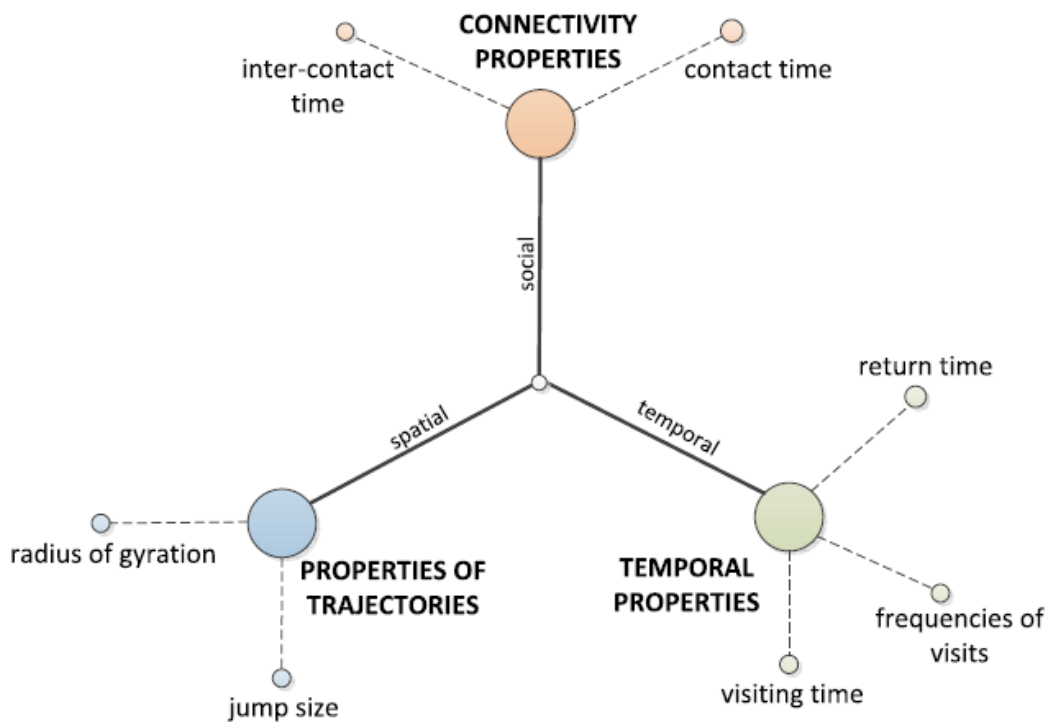 CONNECTIVITY
PROPERTIES
inter-contact
time
contact time
social
return time
spatial
temporal
radius of gyration
PROPERTIES OF
TRAJECTORIES
TEMPORAL
PROPERTIES
frequencies of
visits
visiting time
jump size